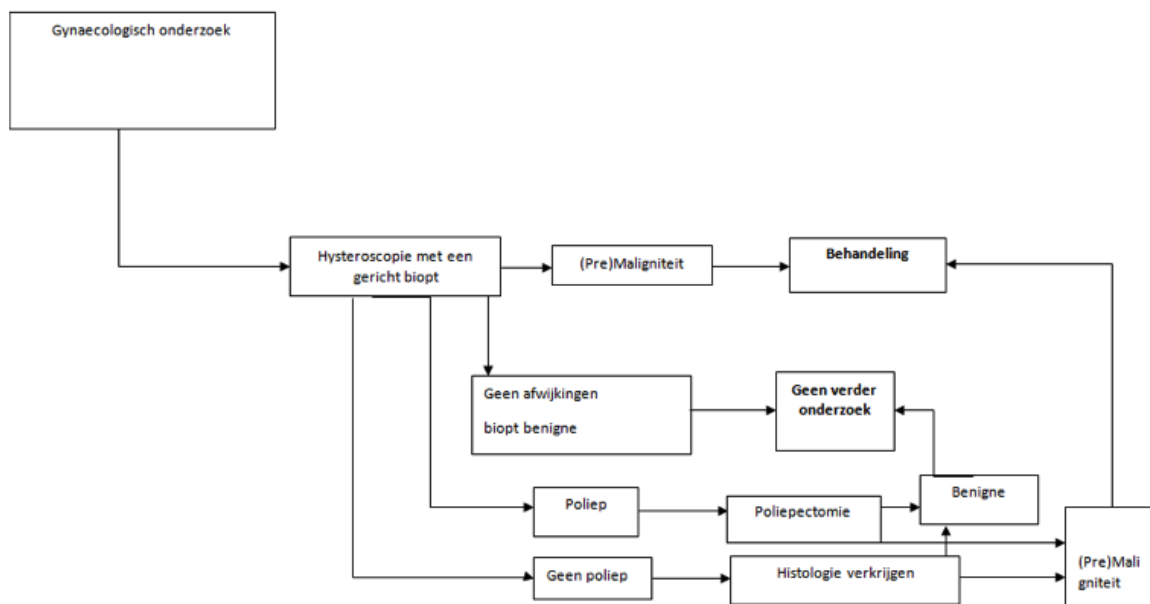 Gynaecologisch onderzoek
Hysteroscopie met een
gericht biopt
(Pre)Maligniteit
Behandeling
Geen afwijkingen
biopt benigne
Geen verder
onderzoek
Poliep
Poliepectomie
Benigne
Geen poliep
Histologie verkrijgen
(Pre)Mali
gniteit